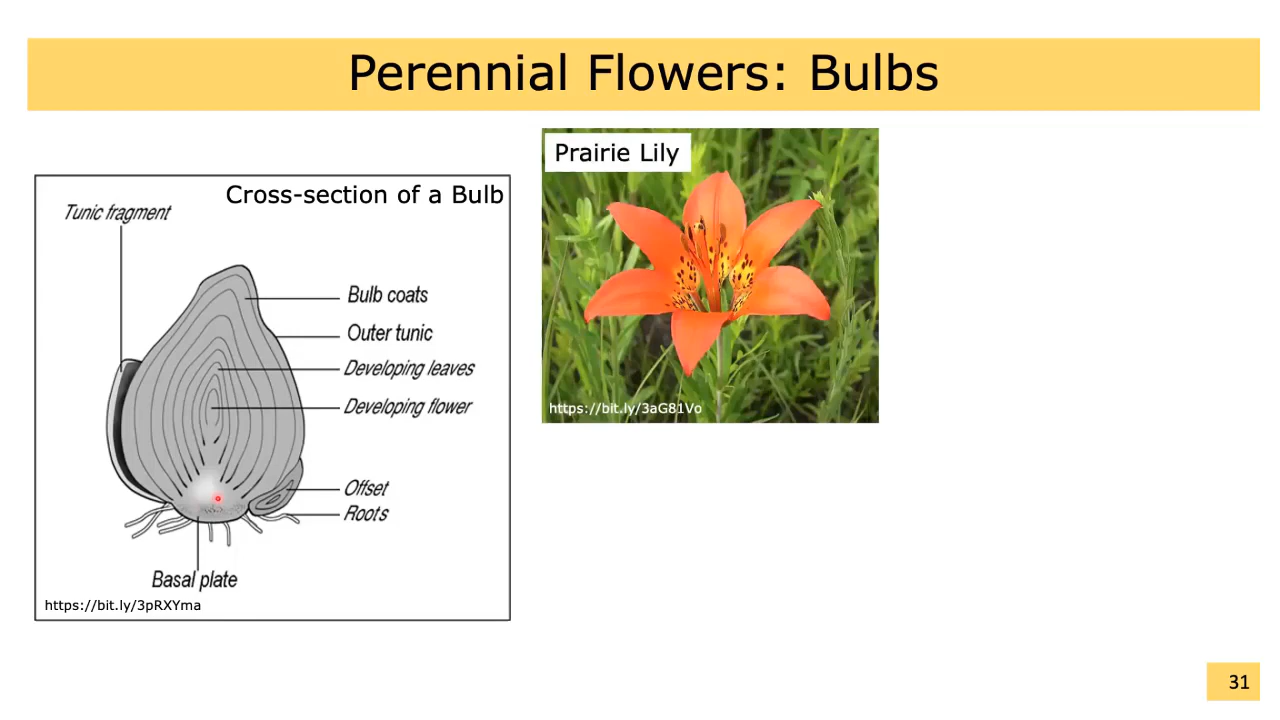 Perennial Flowers: Bulbs
Cross-section of a Bulb
Tunic fragment
Bulb coats
Outer tunic
Developing leaves
Developing flower
Offset
Roots
Basal plate
https://bit.ly/3pRXYma
Prairie Lily
https://bit.ly/3aG81Vo
31